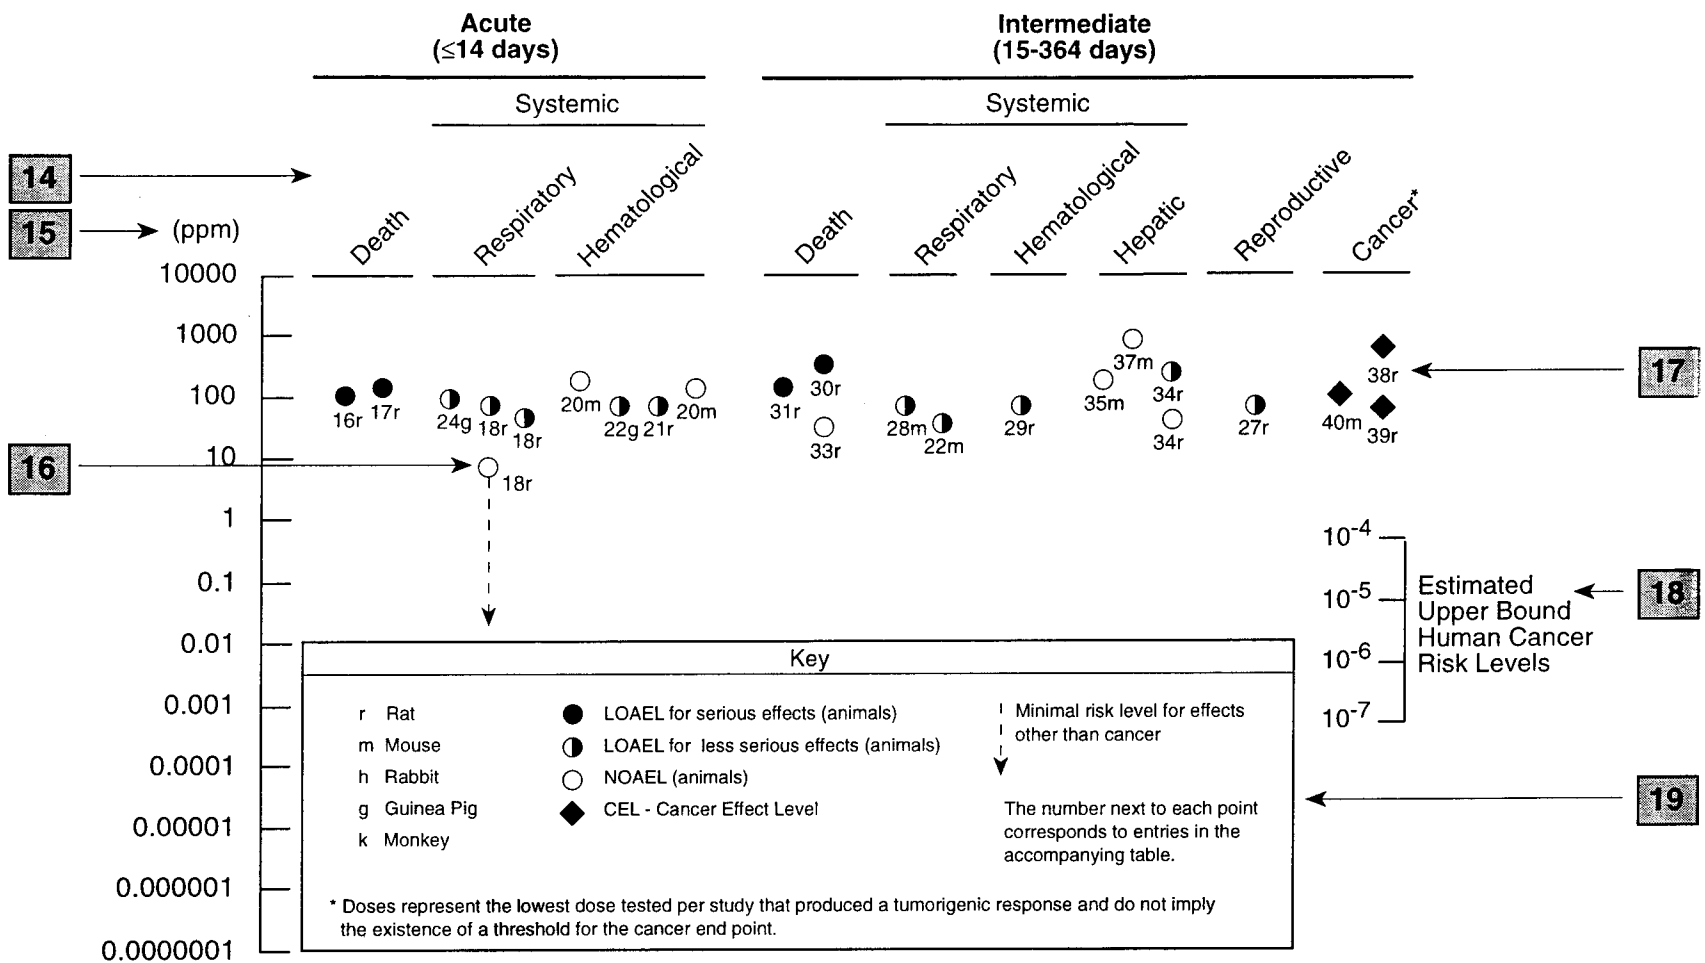 Acute
(≤14 days)
Intermediate
(15-364 days)
Systemic
Systemic
14
15
(ppm)
Death
Respiratory
Hematological
Death
Respiratory
Hematological
Hepatic
Reproductive
Cancer*
10000
1000
100
10
1
0.1
0.01
0.001
0.0001
0.00001
0.000001
0.0000001
16r
17r
24g
18r
18r
20m
22g
21r
20m
31r
30r
33r
28m
22m
29r
35m
37m
34r
34r
27r
40m
38r
39r
17
16
18r
10⁻⁴
10⁻⁵
10⁻⁶
10⁻⁷
Estimated
Upper Bound
Human Cancer
Risk Levels
18
Key
r Rat
m Mouse
h Rabbit
g Guinea Pig
k Monkey
LOAEL for serious effects (animals)
LOAEL for less serious effects (animals)
NOAEL (animals)
CEL - Cancer Effect Level
Minimal risk level for effects
other than cancer
The number next to each point
corresponds to entries in the
accompanying table.
19
* Doses represent the lowest dose tested per study that produced a tumorigenic response and do not imply
the existence of a threshold for the cancer end point.